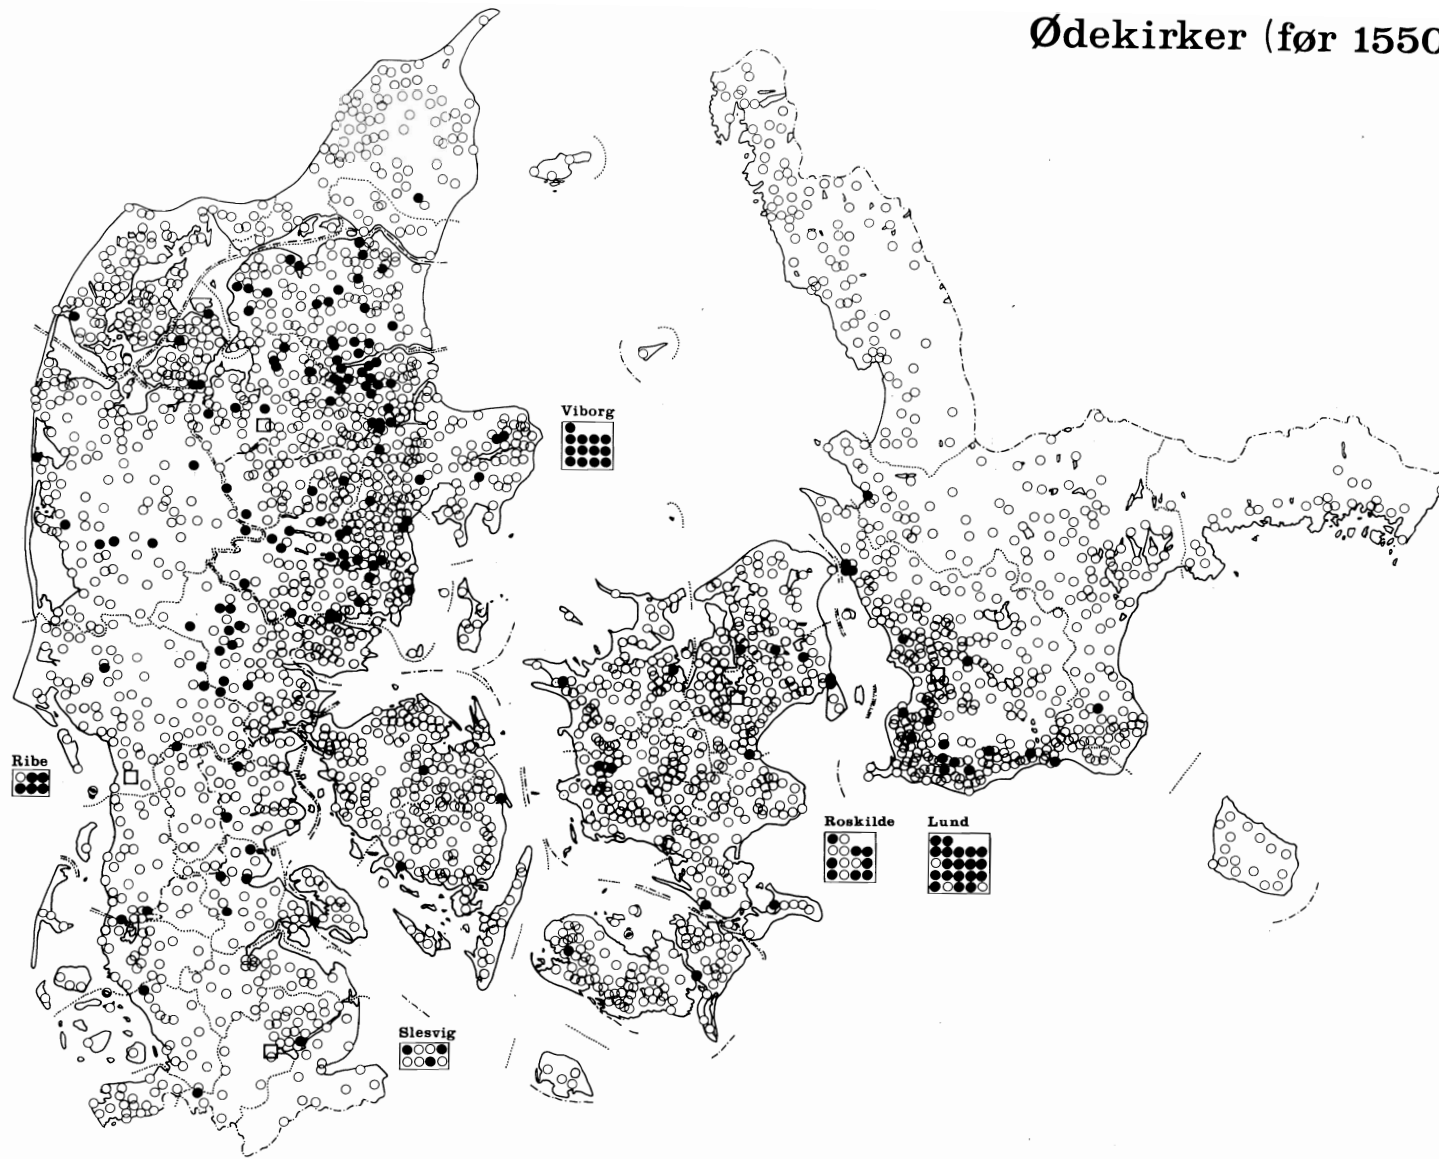 Ødekirker (før 1550
Viborg
Ribe
Roskilde
Lund
Slesvig